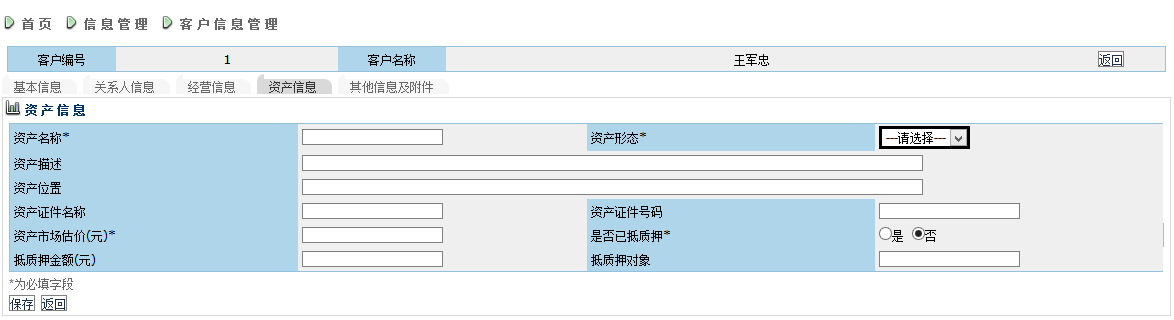 首页 信息管理 客户信息管理
客户编号 1 客户名称 王军忠 返回
基本信息 关系人信息 经营信息 资产信息 其他信息及附件
资产信息
资产名称* 资产形态* ---请选择---
资产描述
资产位置
资产证件名称 资产证件号码
资产市场估价(元)* 是否已抵质押* 是 否
抵质押金额(元) 抵质押对象
*为必填字段
保存 返回